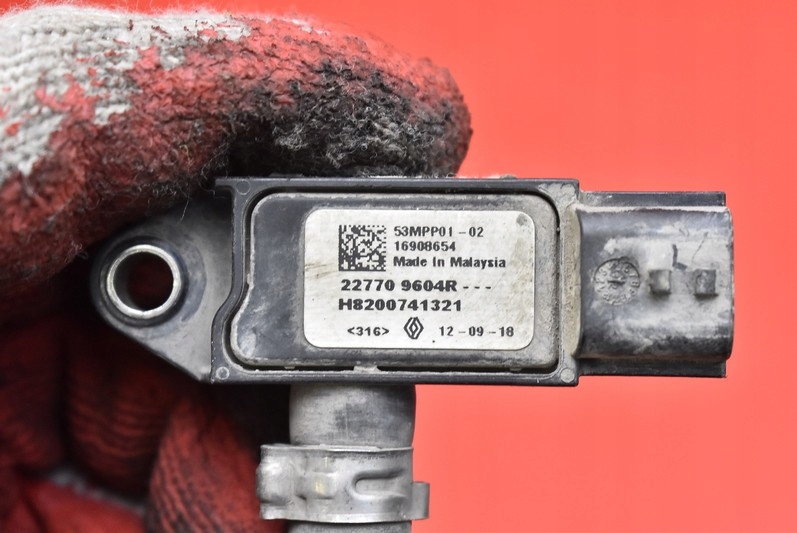 53MPP01-02
16908654
Made In Malaysia
22770 9604R---
H8200741321
<316> 12-09-18